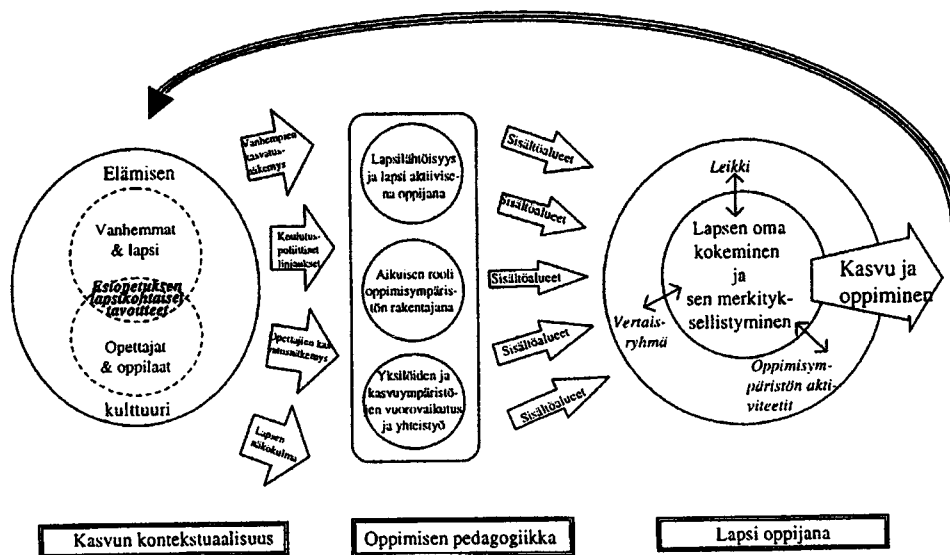 Elämisen
Vanhemmat
& lapsi
Esiopetuksen
lapsikohtaiset
tavoitteet
Opettajat
& oppilaat
kulttuuri
Vanhempien
kasvatus-
näkemys
Koulutus-
poliittiset
linjaukset
Opettajien kas-
vatusnäkemys
Lapsen
näkökulma
Lapsilähtöisyys
ja lapsi aktiivise-
na oppijana
Aikuisen rooli
oppimisympäris-
tön rakentajana
Yksilöiden ja
kasvuympäristö-
jen vuorovaikutus
ja yhteistyö
Sisältöalueet
Sisältöalueet
Sisältöalueet
Sisältöalueet
Sisältöalueet
Leikki
Lapsen oma
kokeminen
ja
sen merkityk-
sellistyminen
Vertais-
ryhmä
Oppimisym-
päristön akti-
viteetit
Kasvu ja
oppiminen
Kasvun kontekstuaalisuus
Oppimisen pedagogiikka
Lapsi oppijana